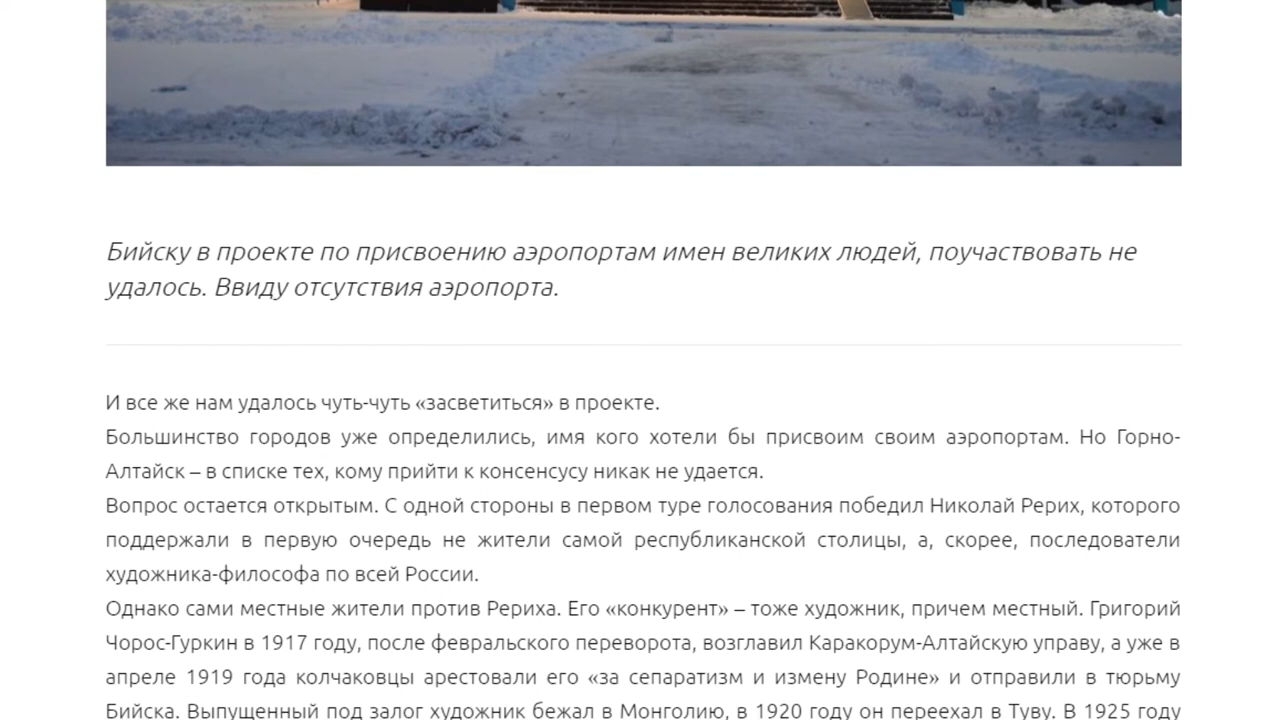 Бийску в проекте по присвоению аэропортам имен великих людей, поучаствовать не
удалось. Ввиду отсутствия аэропорта.
И все же нам удалось чуть-чуть «засветиться» в проекте.
Большинство городов уже определились, имя кого хотели бы присвоим своим аэропортам. Но Горно-
Алтайск – в списке тех, кому прийти к консенсусу никак не удается.
Вопрос остается открытым. С одной стороны в первом туре голосования победил Николай Рерих, которого
поддержали в первую очередь не жители самой республиканской столицы, а, скорее, последователи
художника-философа по всей России.
Однако сами местные жители против Рериха. Его «конкурент» – тоже художник, причем местный. Григорий
Чорос-Гуркин в 1917 году, после февральского переворота, возглавил Каракорум-Алтайскую управу, а уже в
апреле 1919 года колчаковцы арестовали его «за сепаратизм и измену Родине» и отправили в тюрьму
Бийска. Выпущенный под залог художник бежал в Монголию, в 1920 году он переехал в Туву. В 1925 году